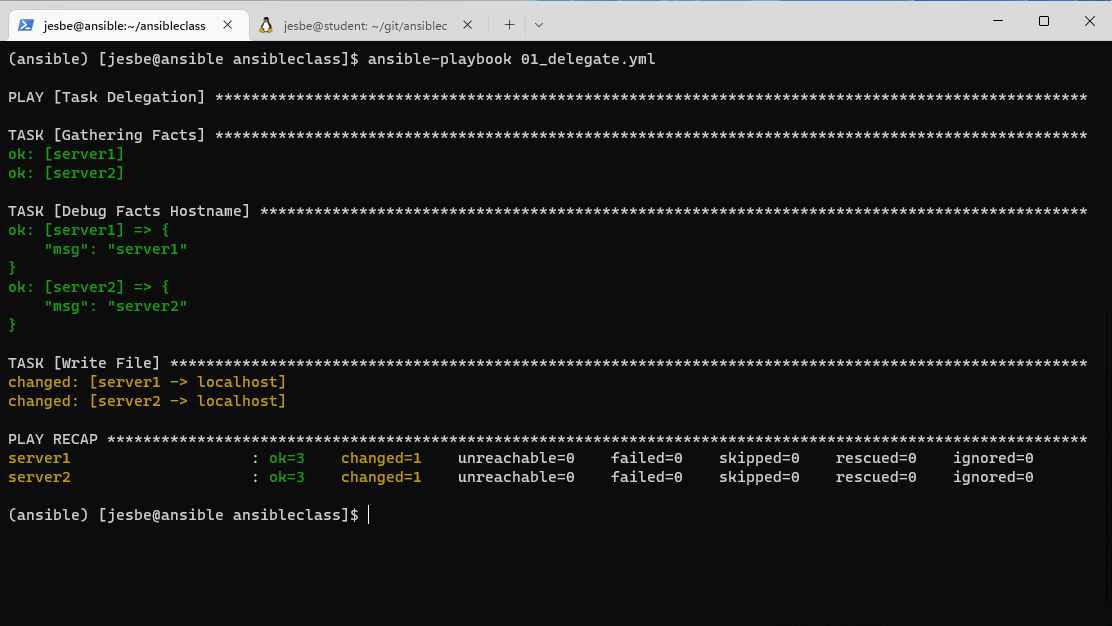 jesbe@ansible:~/ansibleclass
jesbe@student: ~/git/ansiblec
(ansible) [jesbe@ansible ansibleclass]$ ansible-playbook 01_delegate.yml
PLAY [Task Delegation] *************************************************************************************************
TASK [Gathering Facts] *************************************************************************************************
ok: [server1]
ok: [server2]
TASK [Debug Facts Hostname] ********************************************************************************************
ok: [server1] => {
    "msg": "server1"
}
ok: [server2] => {
    "msg": "server2"
}
TASK [Write File] ******************************************************************************************************
changed: [server1 -> localhost]
changed: [server2 -> localhost]
PLAY RECAP *************************************************************************************************************
server1                    : ok=3    changed=1    unreachable=0    failed=0    skipped=0    rescued=0    ignored=0
server2                    : ok=3    changed=1    unreachable=0    failed=0    skipped=0    rescued=0    ignored=0
(ansible) [jesbe@ansible ansibleclass]$